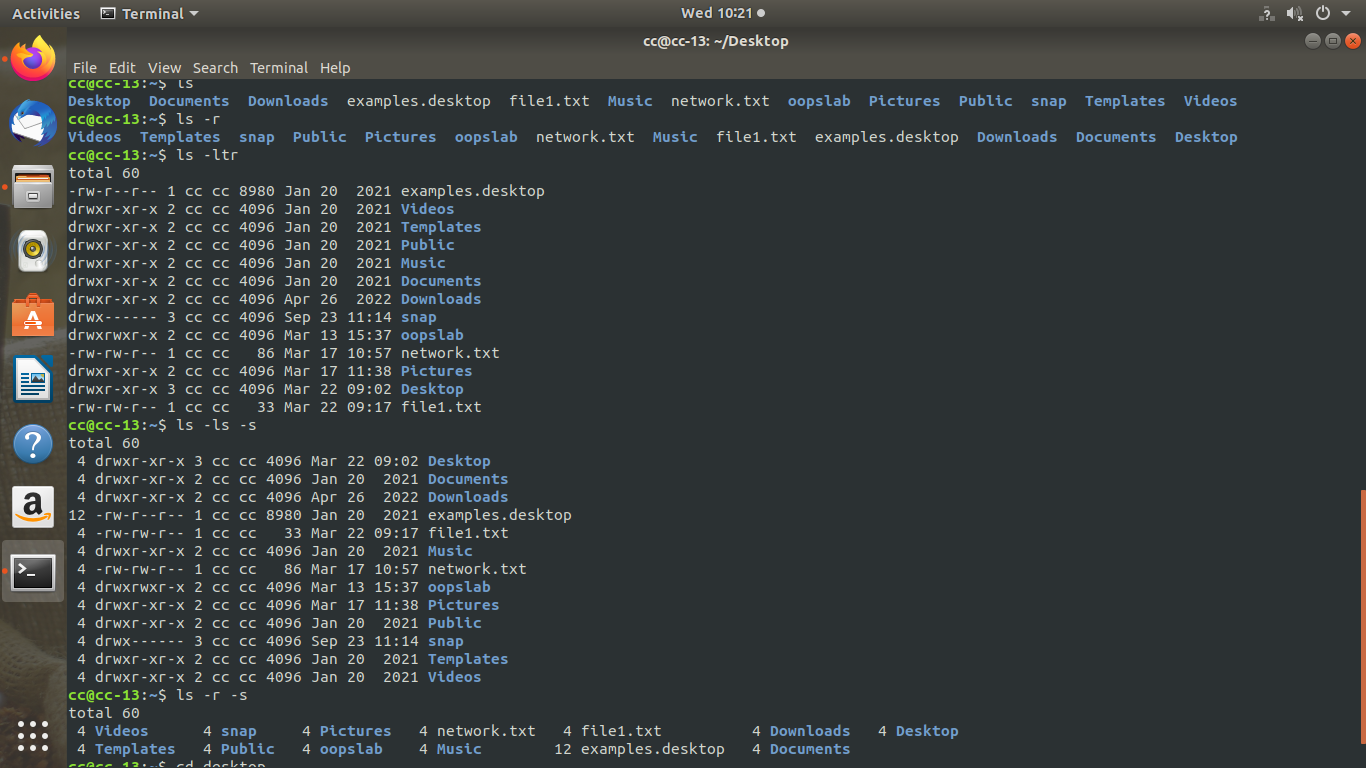 Activities Terminal Wed 10:21
cc@cc-13: ~/Desktop
File Edit View Search Terminal Help
cc@cc-13:~$ ls
Desktop Documents Downloads examples.desktop file1.txt Music network.txt oopslab Pictures Public snap Templates Videos
cc@cc-13:~$ ls -r
Videos Templates snap Public Pictures oopslab network.txt Music file1.txt examples.desktop Downloads Documents Desktop
cc@cc-13:~$ ls -ltr
total 60
-rw-r--r-- 1 cc cc 8980 Jan 20  2021 examples.desktop
drwxr-xr-x 2 cc cc 4096 Jan 20  2021 Videos
drwxr-xr-x 2 cc cc 4096 Jan 20  2021 Templates
drwxr-xr-x 2 cc cc 4096 Jan 20  2021 Public
drwxr-xr-x 2 cc cc 4096 Jan 20  2021 Music
drwxr-xr-x 2 cc cc 4096 Jan 20  2021 Documents
drwxr-xr-x 2 cc cc 4096 Apr 26  2022 Downloads
drwx------ 3 cc cc 4096 Sep 23 11:14 snap
drwxrwxr-x 2 cc cc 4096 Mar 13 15:37 oopslab
-rw-rw-r-- 1 cc cc   86 Mar 17 10:57 network.txt
drwxr-xr-x 2 cc cc 4096 Mar 17 11:38 Pictures
drwxr-xr-x 3 cc cc 4096 Mar 22 09:02 Desktop
-rw-rw-r-- 1 cc cc   33 Mar 22 09:17 file1.txt
cc@cc-13:~$ ls -ls -s
total 60
 4 drwxr-xr-x 3 cc cc 4096 Mar 22 09:02 Desktop
 4 drwxr-xr-x 2 cc cc 4096 Jan 20  2021 Documents
 4 drwxr-xr-x 2 cc cc 4096 Apr 26  2022 Downloads
12 -rw-r--r-- 1 cc cc 8980 Jan 20  2021 examples.desktop
 4 -rw-rw-r-- 1 cc cc   33 Mar 22 09:17 file1.txt
 4 drwxr-xr-x 2 cc cc 4096 Jan 20  2021 Music
 4 -rw-rw-r-- 1 cc cc   86 Mar 17 10:57 network.txt
 4 drwxrwxr-x 2 cc cc 4096 Mar 13 15:37 oopslab
 4 drwxr-xr-x 2 cc cc 4096 Mar 17 11:38 Pictures
 4 drwxr-xr-x 2 cc cc 4096 Jan 20  2021 Public
 4 drwx------ 3 cc cc 4096 Sep 23 11:14 snap
 4 drwxr-xr-x 2 cc cc 4096 Jan 20  2021 Templates
 4 drwxr-xr-x 2 cc cc 4096 Jan 20  2021 Videos
cc@cc-13:~$ ls -r -s
total 60
 4 Videos      4 snap     4 Pictures   4 network.txt   4 file1.txt          4 Downloads   4 Desktop
 4 Templates   4 Public   4 oopslab    4 Music        12 examples.desktop   4 Documents
cc@cc-13:~$ cd desktop